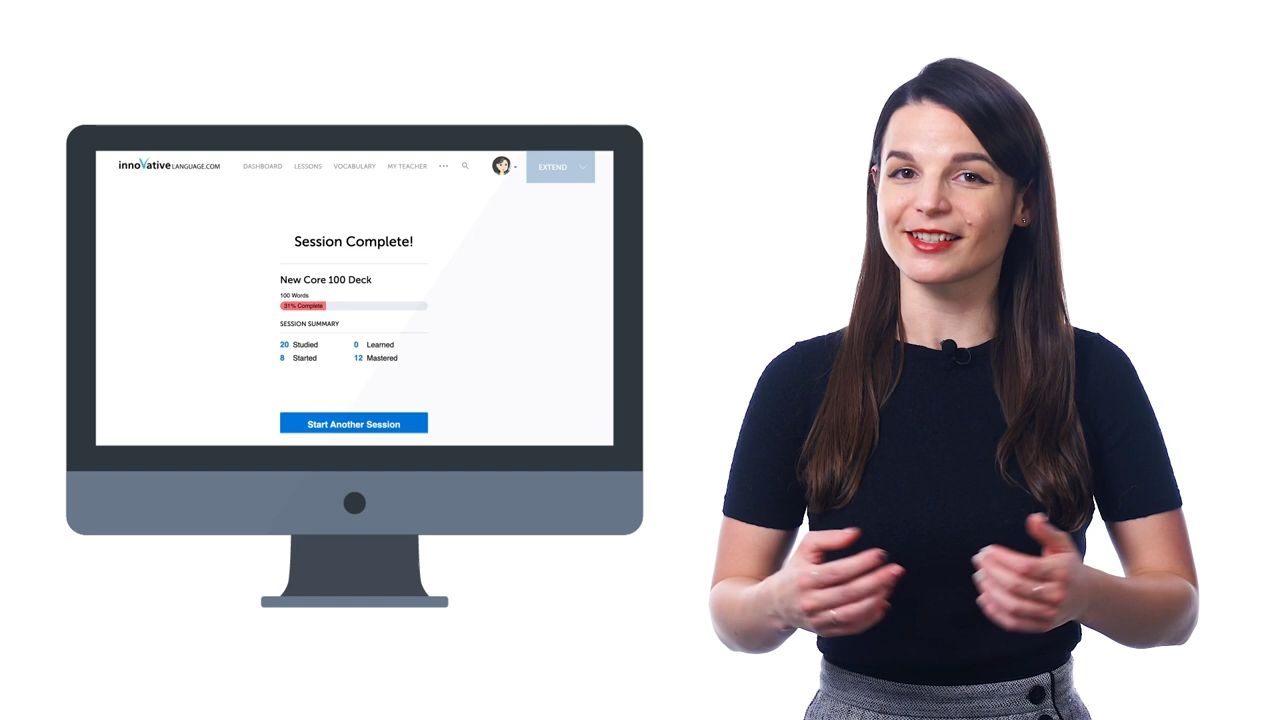 innoVative LANGUAGE.COM DASHBOARD LESSONS VOCABULARY MY TEACHER ••• EXTEND
Session Complete!
New Core 100 Deck
100 Words
31% Complete
SESSION SUMMARY
20 Studied 0 Learned
8 Started 12 Mastered
Start Another Session